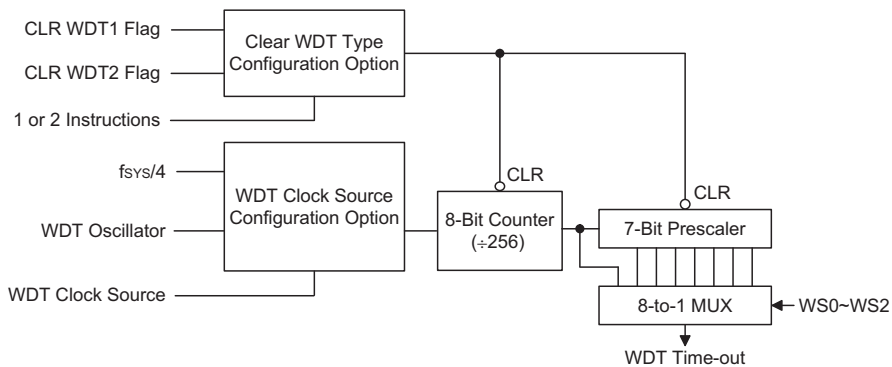 CLR WDT1 Flag
CLR WDT2 Flag
1 or 2 Instructions
Clear WDT Type
Configuration Option
fSYS/4
WDT Oscillator
WDT Clock Source
WDT Clock Source
Configuration Option
CLR
8-Bit Counter
(÷256)
CLR
7-Bit Prescaler
8-to-1 MUX
WS0~WS2
WDT Time-out